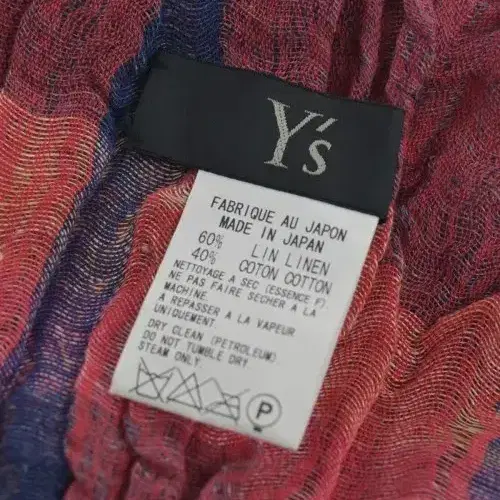 Y's
FABRIQUE AU JAPON
MADE IN JAPAN
60% LIN LINEN
40% COTON COTTON
NETTOYAGE A SEC (ESSENCE F).
NE PAS FAIRE SECHER A LA
MACHINE.
A REPASSER A LA VAPEUR
UNIQUEMENT.
DRY CLEAN (PETROLEUM)
DO NOT TUMBLE DRY
STEAM ONLY.
P